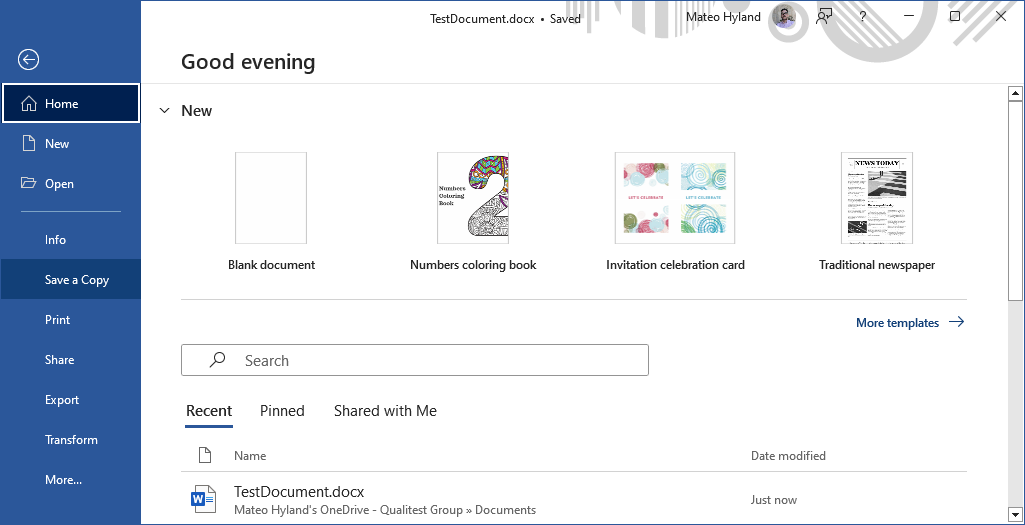 TestDocument.docx • Saved
Mateo Hyland
?
Good evening
Home
New
Open
Info
Save a Copy
Print
Share
Export
Transform
More...
New
Numbers
Coloring
Book
2
LET'S CELEBRATE
LET'S CELEBRATE
NEWS TODAY
Blank document
Numbers coloring book
Invitation celebration card
Traditional newspaper
More templates
Search
Recent
Pinned
Shared with Me
Name
Date modified
W
TestDocument.docx
Mateo Hyland's OneDrive - Qualitest Group » Documents
Just now